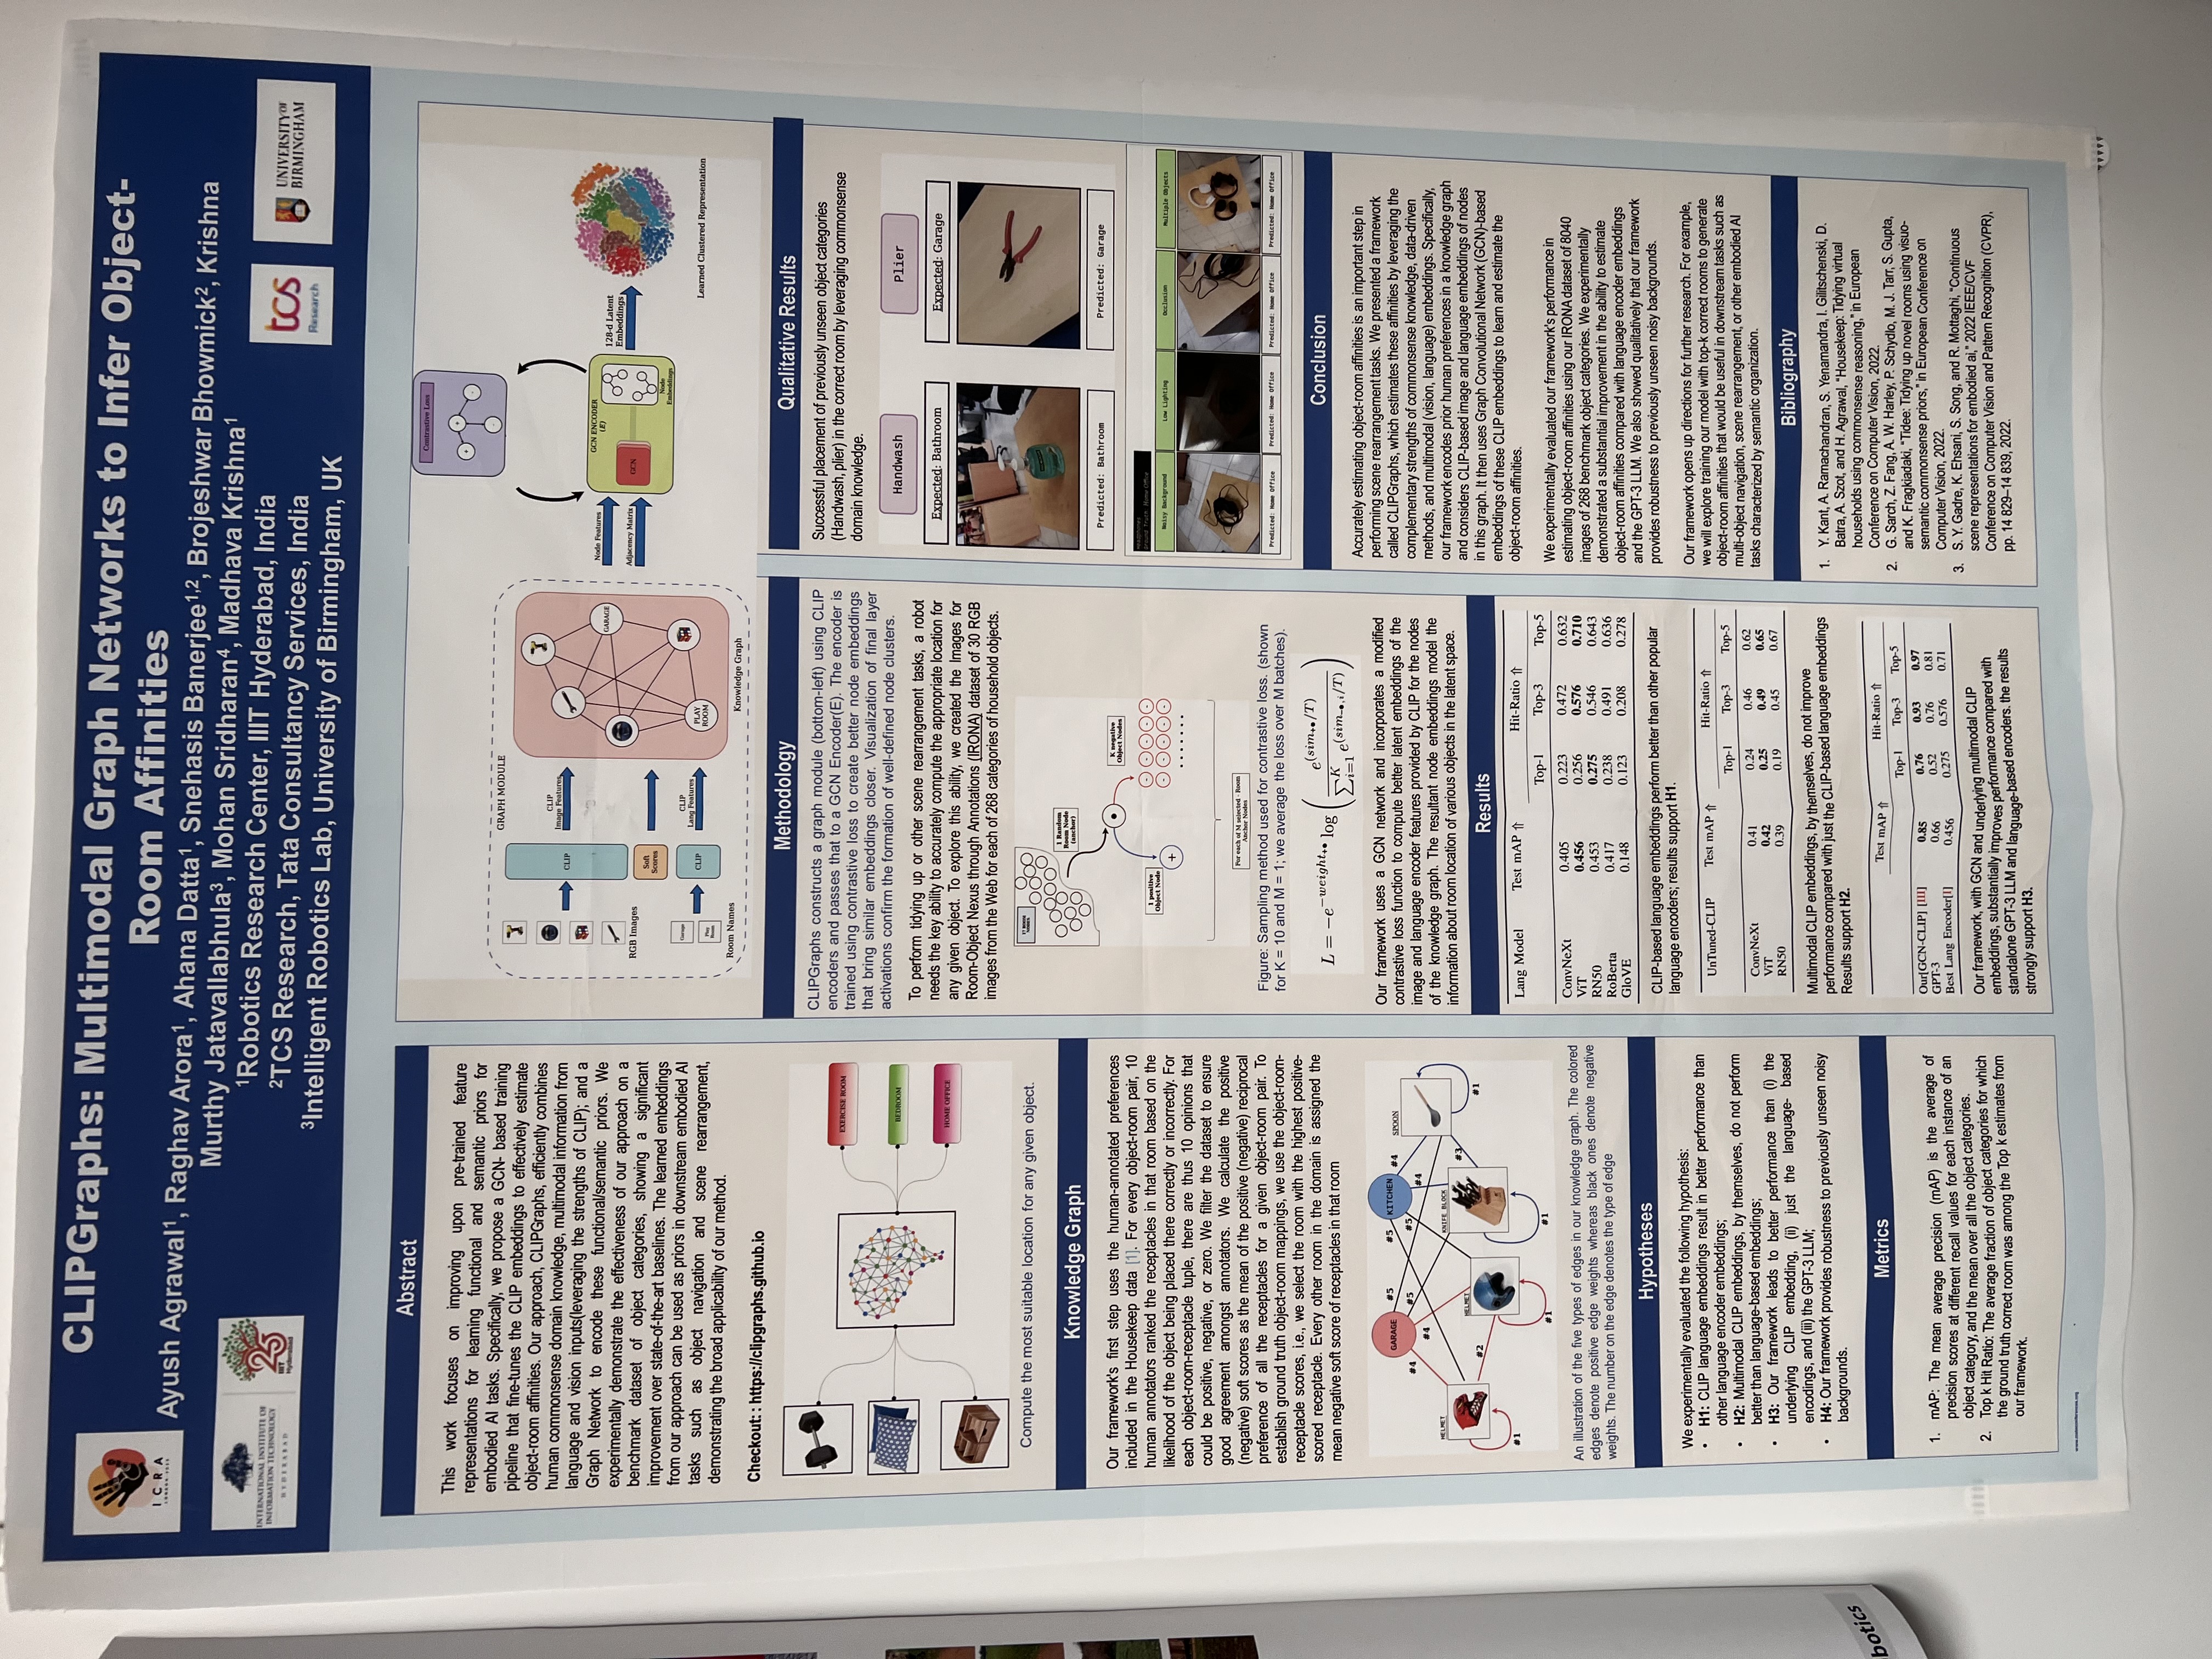 CLIPGraphs: Multimodal Graph Networks to Infer Object-
Room Affinities
Ayush Agrawal¹, Raghav Arora¹, Ahana Datta¹, Snehasis Banerjee¹,², Brojeshwar Bhowmick², Krishna
Murthy Jatavallabhula³, Mohan Sridharan⁴, Madhava Krishna¹
¹Robotics Research Center, IIIT Hyderabad, India
²TCS Research, Tata Consultancy Services, India
³Intelligent Robotics Lab, University of Birmingham, UK
ICRA
INTERNATIONAL INSTITUTE OF
INFORMATION TECHNOLOGY
HYDERABAD
25
IIIT
Hyderabad
tcs
Research
UNIVERSITY OF
BIRMINGHAM
Abstract
This work focuses on improving upon pre-trained feature
representations for learning functional and semantic priors for
embodied AI tasks. Specifically, we propose a GCN- based training
pipeline that fine-tunes the CLIP embeddings to effectively estimate
object-room affinities. Our approach, CLIPGraphs, efficiently combines
human commonsense domain knowledge, multimodal information from
language and vision inputs(leveraging the strengths of CLIP); and a
Graph Network to encode these functional/semantic priors. We
experimentally demonstrate the effectiveness of our approach on a
benchmark dataset of object categories, showing a significant
improvement over state-of-the-art baselines. The learned embeddings
from our approach can be used as priors in downstream embodied AI
tasks such as object navigation and scene rearrangement,
demonstrating the broad applicability of our method.
Checkout: : https://clipgraphs.github.io
EXERCISE ROOM
BEDROOM
HOME OFFICE
Compute the most suitable location for any given object.
Knowledge Graph
Our framework's first step uses the human-annotated preferences
included in the Housekeep data [1]. For every object-room pair, 10
human annotators ranked the receptacles in that room based on the
likelihood of the object being placed there correctly or incorrectly. For
each object-room-receptacle tuple, there are thus 10 opinions that
could be positive, negative, or zero. We filter the dataset to ensure
good agreement amongst annotators. We calculate the positive
(negative) soft scores as the mean of the positive (negative) reciprocal
preference of all the receptacles for a given object-room pair. To
establish ground truth object-room mappings, we use the object-room-
receptacle scores, i.e., we select the room with the highest positive-
scored receptacle. Every other room in the domain is assigned the
mean negative soft score of receptacles in that room
GARAGE #5 #5 KITCHEN #4 SPOON
#4 #4 #5 #5 #4
HELMET HELMET KNIFE BLOCK
#2 #3 #1
#1 #1 #1
An illustration of the five types of edges in our knowledge graph. The colored
edges denote positive edge weights whereas black ones denote negative
weights. The number on the edge denotes the type of edge
Hypotheses
We experimentally evaluated the following hypothesis:
• H1: CLIP language embeddings result in better performance than
other language encoder embeddings;
• H2: Multimodal CLIP embeddings, by themselves, do not perform
better than language-based embeddings;
• H3: Our framework leads to better performance than (i) the
underlying CLIP embedding, (ii) just the language- based
encodings, and (iii) the GPT-3 LLM;
• H4: Our framework provides robustness to previously unseen noisy
backgrounds.
Metrics
1. mAP: The mean average precision (mAP) is the average of
precision scores at different recall values for each instance of an
object category, and the mean over all the object categories.
2. Top k Hit Ratio: The average fraction of object categories for which
the ground truth correct room was among the Top k estimates from
our framework.
GRAPH MODULE
RGB Images
CLIP
CLIP
Image Features
Soft
Scores
Garage
Play
Room
Room Names
CLIP
CLIP
Lang Features
GARAGE
PLAY
ROOM
Knowledge Graph
Contrastive Loss
+ + - -
Node Features
Adjacency Matrix
GCN ENCODER
(E)
GCN
Node
Embeddings
128-d Latent
Embeddings
Learned Clustered Representation
Methodology
CLIPGraphs constructs a graph module (bottom-left) using CLIP
encoders and passes that to a GCN Encoder(E). The encoder is
trained using contrastive loss to create better node embeddings
that bring similar embeddings closer. Visualization of final layer
activations confirm the formation of well-defined node clusters.
To perform tidying up or other scene rearrangement tasks, a robot
needs the key ability to accurately compute the appropriate location for
any given object. To explore this ability, we created the Images for
Room-Object Nexus through Annotations (IRONA) dataset of 30 RGB
images from the Web for each of 268 categories of household objects.
17 ROOM
NODES
1 Random
Room Node
(anchor)
K negative
Object Nodes
1 positive
Object Node
+
For each of M selected - Room
Anchor Nodes
Figure: Sampling method used for contrastive loss. (shown
for K = 10 and M = 1; we average the loss over M batches).
L = −e^(−weight₊•) log ( e^(sim₊•/T) / Σᵢ₌₁ᴷ e^(sim₋•,ᵢ/T) )
Our framework uses a GCN network and incorporates a modified
contrastive loss function to compute better latent embeddings of the
image and language encoder features provided by CLIP for the nodes
of the knowledge graph. The resultant node embeddings model the
information about room location of various objects in the latent space.
Results
Lang Model Test mAP ⇑ Hit-Ratio ⇑
Top-1 Top-3 Top-5
ConvNeXt 0.405 0.223 0.472 0.632
ViT 0.456 0.256 0.576 0.710
RN50 0.453 0.275 0.546 0.643
RoBerta 0.417 0.238 0.491 0.636
GloVE 0.148 0.123 0.208 0.278
CLIP-based language embeddings perform better than other popular
language encoders; results support H1.
UnTuned-CLIP Test mAP ⇑ Hit-Ratio ⇑
Top-1 Top-3 Top-5
ConvNeXt 0.41 0.24 0.46 0.62
ViT 0.42 0.25 0.49 0.65
RN50 0.39 0.19 0.45 0.67
Multimodal CLIP embeddings, by themselves, do not improve
performance compared with just the CLIP-based language embeddings
Results support H2.
Test mAP ⇑ Hit-Ratio ⇑
Top-1 Top-3 Top-5
Our[GCN-CLIP] [III] 0.85 0.76 0.93 0.97
GPT-3 0.66 0.52 0.76 0.81
Best Lang Encoder[I] 0.456 0.275 0.576 0.71
Our framework, with GCN and underlying multimodal CLIP
embeddings, substantially improves performance compared with
standalone GPT-3 LLM and language-based encoders. the results
strongly support H3.
Qualitative Results
Successful placement of previously unseen object categories
(Handwash, plier) in the correct room by leveraging commonsense
domain knowledge.
Handwash Plier
Expected: Bathroom Expected: Garage
Predicted: Bathroom Predicted: Garage
Headphones
Ground Truth: Home Office
Noisy Background Low Lighting Occlusion Multiple Objects
Predicted: Home Office Predicted: Home Office Predicted: Home Office Predicted: Home Office
Conclusion
Accurately estimating object-room affinities is an important step in
performing scene rearrangement tasks. We presented a framework
called CLIPGraphs, which estimates these affinities by leveraging the
complementary strengths of commonsense knowledge, data-driven
methods, and multimodal (vision, language) embeddings. Specifically,
our framework encodes prior human preferences in a knowledge graph
and considers CLIP-based image and language embeddings of nodes
in this graph. It then uses Graph Convolutional Network (GCN)-based
embeddings of these CLIP embeddings to learn and estimate the
object-room affinities.
We experimentally evaluated our framework's performance in
estimating object-room affinities using our IRONA dataset of 8040
images of 268 benchmark object categories. We experimentally
demonstrated a substantial improvement in the ability to estimate
object-room affinities compared with language encoder embeddings
and the GPT-3 LLM. We also showed qualitatively that our framework
provides robustness to previously unseen noisy backgrounds.
Our framework opens up directions for further research. For example,
we will explore training our model with top-k correct rooms to generate
object-room affinities that would be useful in downstream tasks such as
multi-object navigation, scene rearrangement, or other embodied AI
tasks characterized by semantic organization.
Bibliography
1. Y. Kant, A. Ramachandran, S. Yenamandra, I. Gilitschenski, D.
Batra, A. Szot, and H. Agrawal, "Housekeep: Tidying virtual
households using commonsense reasoning," in European
Conference on Computer Vision, 2022.
2. G. Sarch, Z. Fang, A. W. Harley, P. Schydlo, M. J. Tarr, S. Gupta,
and K. Fragkiadaki, "Tidee: Tidying up novel rooms using visuo-
semantic commonsense priors," in European Conference on
Computer Vision, 2022.
3. S. Y. Gadre, K. Ehsani, S. Song, and R. Mottaghi, "Continuous
scene representations for embodied ai," 2022 IEEE/CVF
Conference on Computer Vision and Pattern Recognition (CVPR),
pp. 14 829–14 839, 2022.
botics